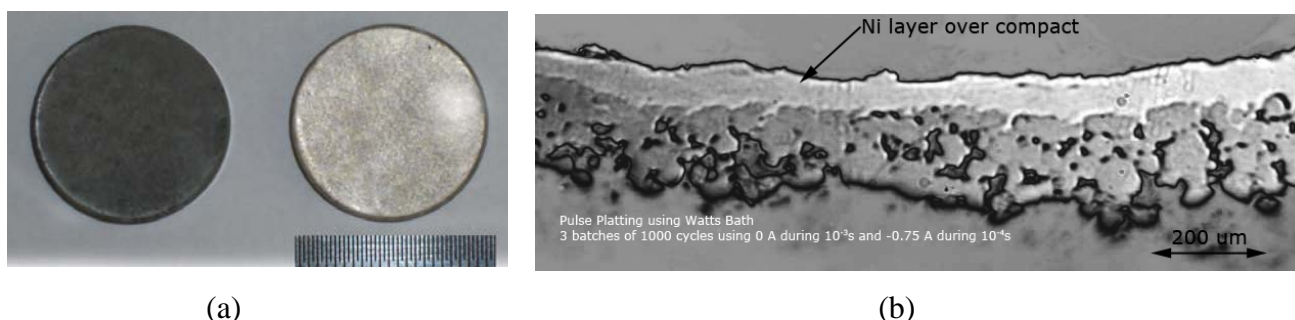 Ni layer over compact
Pulse Platting using Watts Bath
3 batches of 1000 cycles using 0 A during 10⁻³s and -0.75 A during 10⁻⁴s
200 um
(a)
(b)